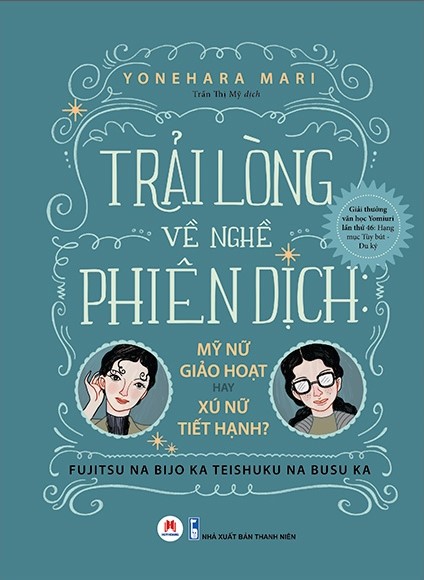 YONEHARA MARI
Trần Thị Mỹ dịch
TRẢI LÒNG
VỀ NGHỀ
PHIÊN DỊCH:
Giải thưởng
văn học Yomiuri
lần thứ 46: Hạng
mục Tùy bút -
Du ký
MỸ NỮ
GIẢO HOẠT
HAY
XÚ NỮ
TIẾT HẠNH?
FUJITSU NA BIJO KA TEISHUKU NA BUSU KA
NHÀ XUẤT BẢN THANH NIÊN